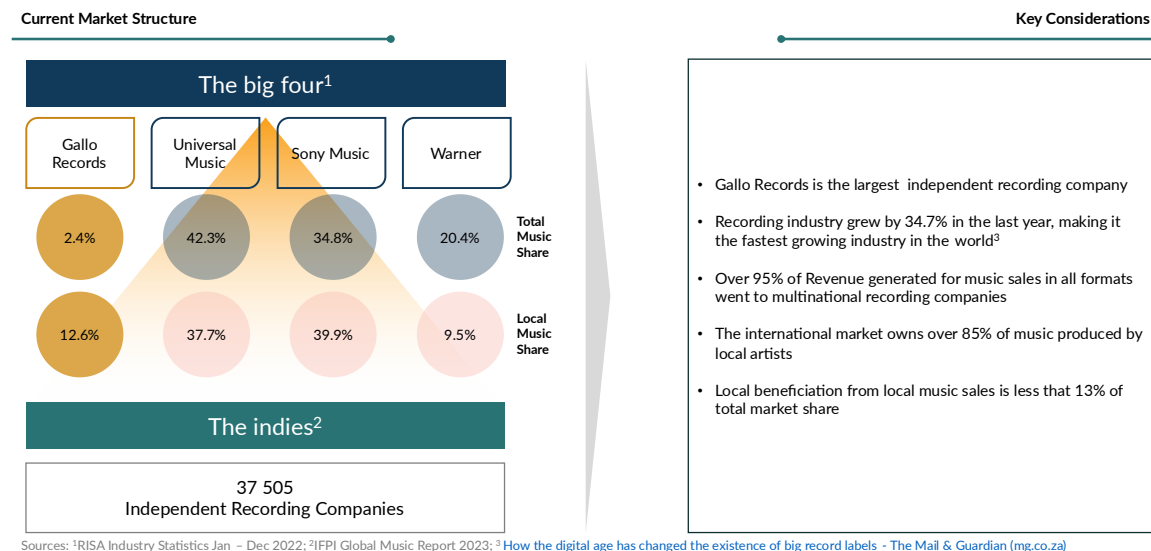 Current Market Structure
Key Considerations
The big four¹
Gallo
Records
Universal
Music
Sony Music
Warner
2.4%
42.3%
34.8%
20.4%
Total
Music
Share
12.6%
37.7%
39.9%
9.5%
Local
Music
Share
The indies²
37 505
Independent Recording Companies
• Gallo Records is the largest independent recording company
• Recording industry grew by 34.7% in the last year, making it
the fastest growing industry in the world³
• Over 95% of Revenue generated for music sales in all formats
went to multinational recording companies
• The international market owns over 85% of music produced by
local artists
• Local beneficiation from local music sales is less that 13% of
total market share
Sources: ¹RISA Industry Statistics Jan – Dec 2022; ²IFPI Global Music Report 2023; ³ How the digital age has changed the existence of big record labels - The Mail & Guardian (mg.co.za)